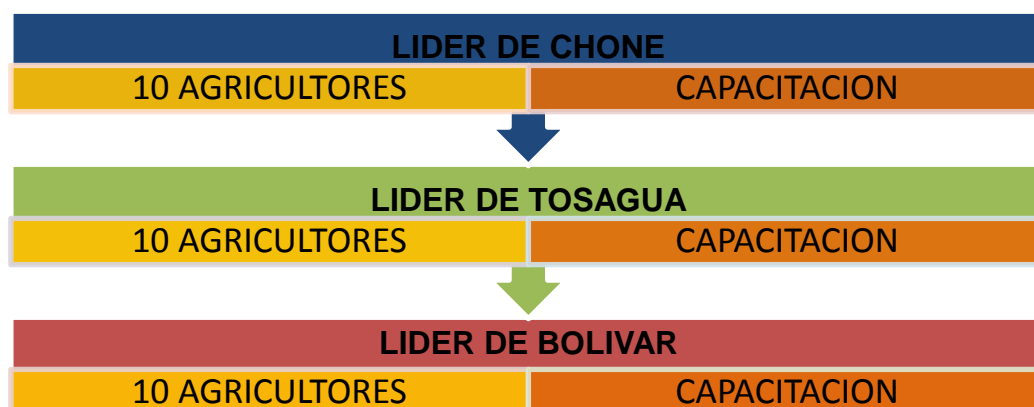 LIDER DE CHONE
10 AGRICULTORES CAPACITACION
LIDER DE TOSAGUA
10 AGRICULTORES CAPACITACION
LIDER DE BOLIVAR
10 AGRICULTORES CAPACITACION